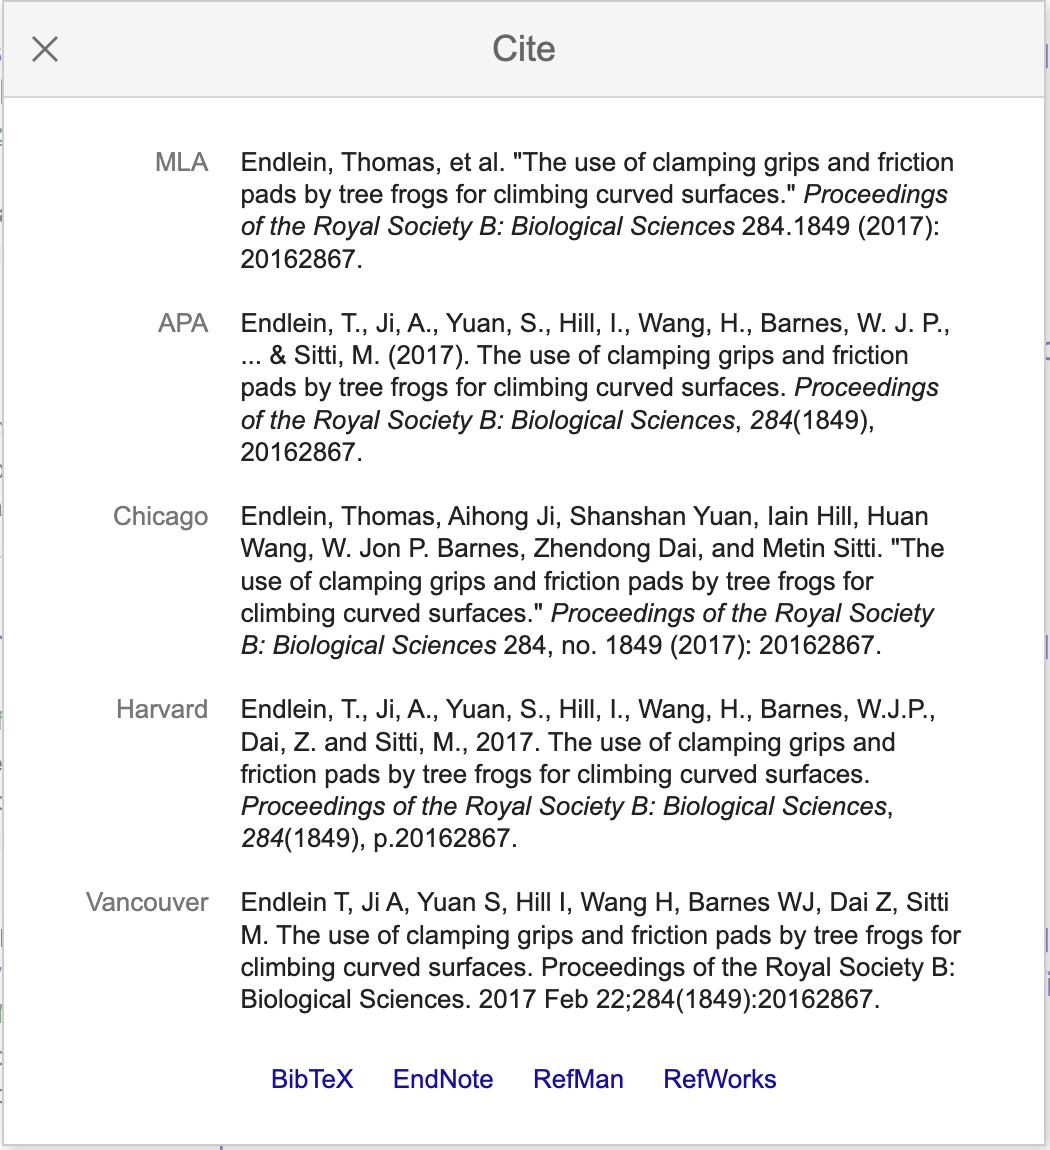 Cite
MLA
Endlein, Thomas, et al. "The use of clamping grips and friction
pads by tree frogs for climbing curved surfaces." Proceedings
of the Royal Society B: Biological Sciences 284.1849 (2017):
20162867.
APA
Endlein, T., Ji, A., Yuan, S., Hill, I., Wang, H., Barnes, W. J. P.,
... & Sitti, M. (2017). The use of clamping grips and friction
pads by tree frogs for climbing curved surfaces. Proceedings
of the Royal Society B: Biological Sciences, 284(1849),
20162867.
Chicago
Endlein, Thomas, Aihong Ji, Shanshan Yuan, Iain Hill, Huan
Wang, W. Jon P. Barnes, Zhendong Dai, and Metin Sitti. "The
use of clamping grips and friction pads by tree frogs for
climbing curved surfaces." Proceedings of the Royal Society
B: Biological Sciences 284, no. 1849 (2017): 20162867.
Harvard
Endlein, T., Ji, A., Yuan, S., Hill, I., Wang, H., Barnes, W.J.P.,
Dai, Z. and Sitti, M., 2017. The use of clamping grips and
friction pads by tree frogs for climbing curved surfaces.
Proceedings of the Royal Society B: Biological Sciences,
284(1849), p.20162867.
Vancouver
Endlein T, Ji A, Yuan S, Hill I, Wang H, Barnes WJ, Dai Z, Sitti
M. The use of clamping grips and friction pads by tree frogs for
climbing curved surfaces. Proceedings of the Royal Society B:
Biological Sciences. 2017 Feb 22;284(1849):20162867.
BibTeX EndNote RefMan RefWorks